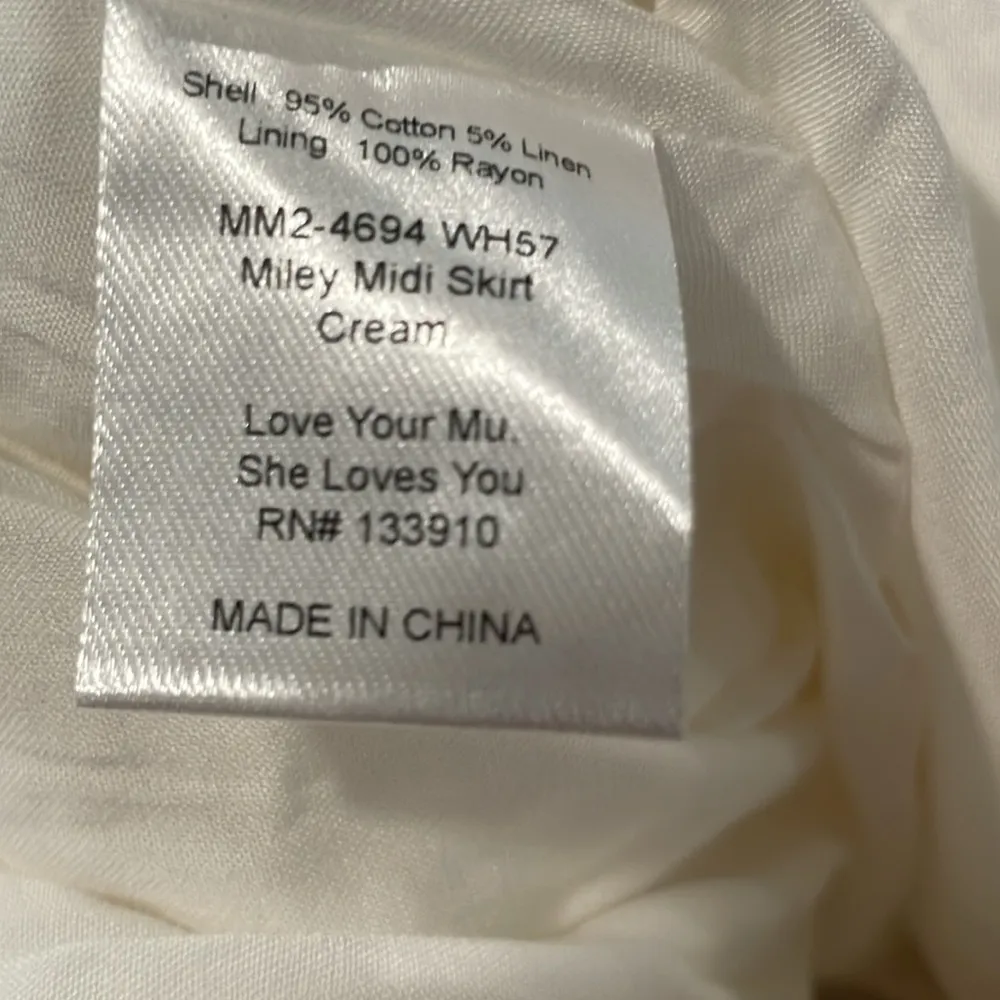 Shell 95% Cotton 5% Linen
Lining 100% Rayon
MM2-4694 WH57
Miley Midi Skirt
Cream
Love Your Mu.
She Loves You
RN# 133910
MADE IN CHINA